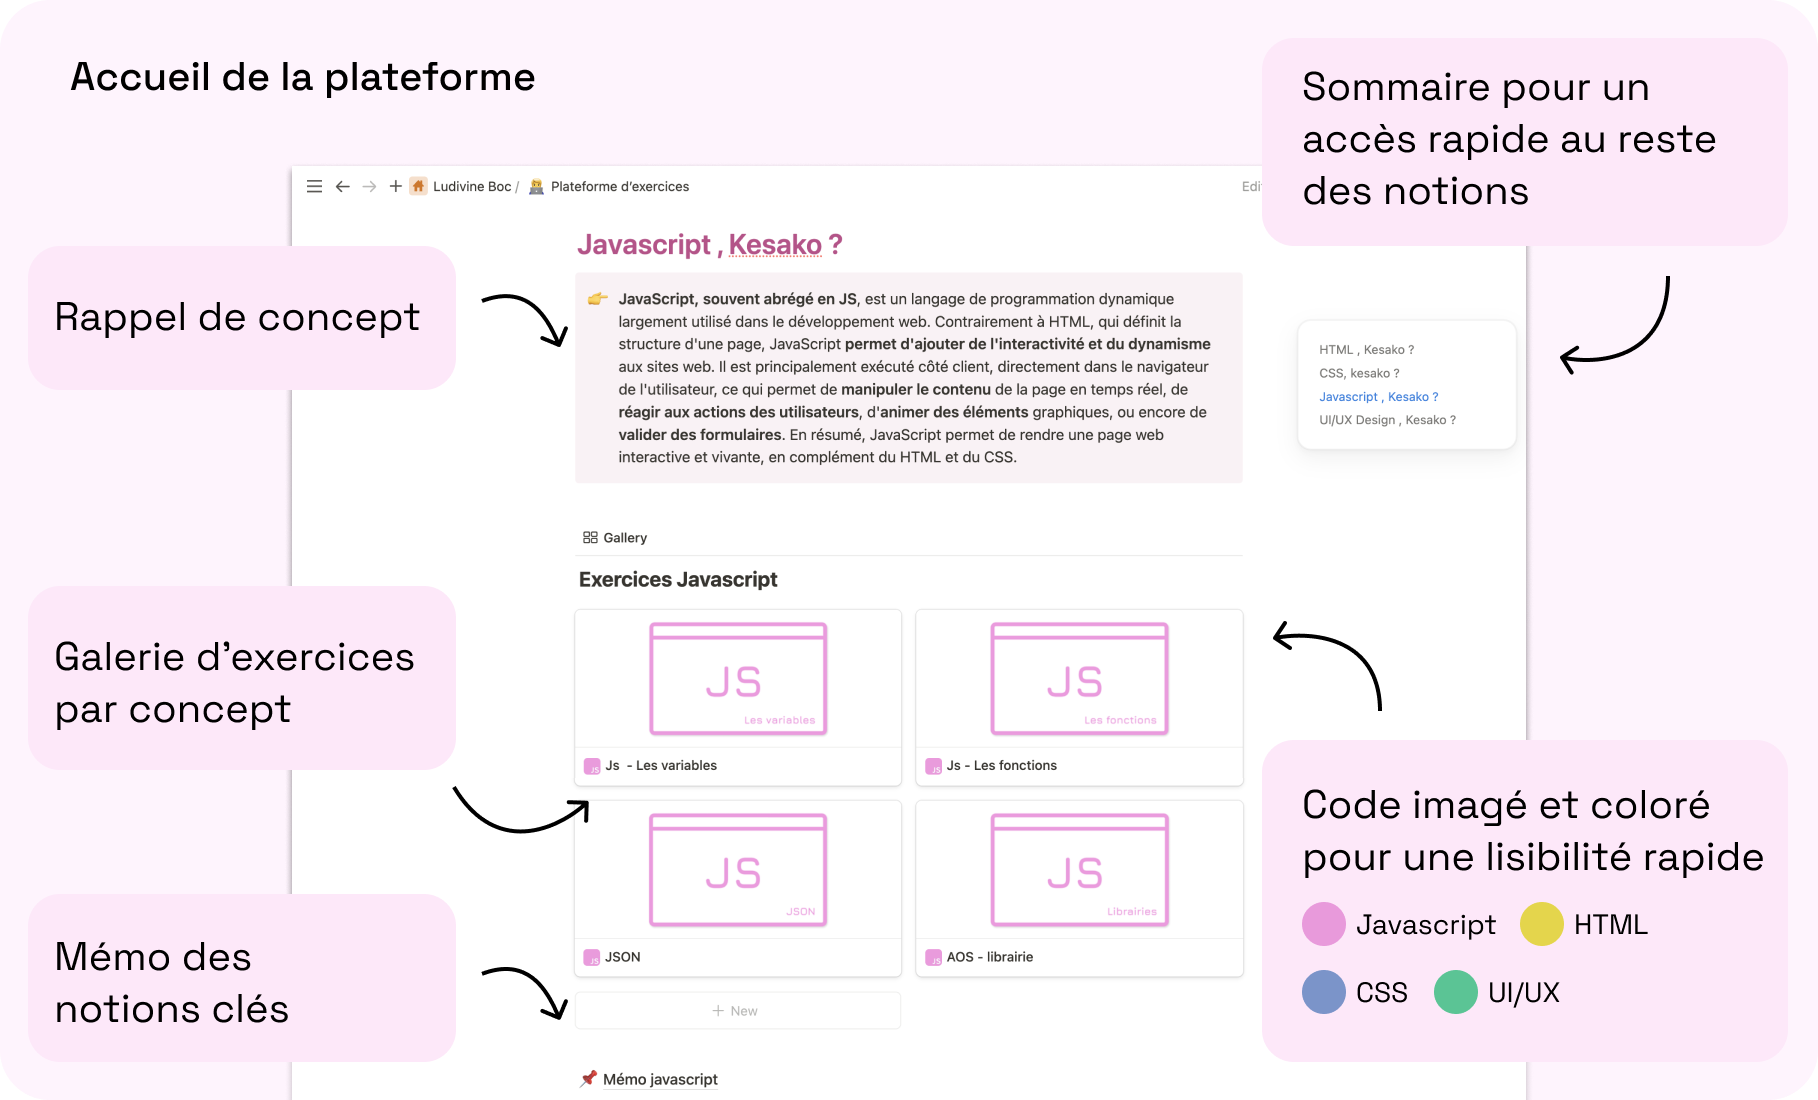 Accueil de la plateforme
Sommaire pour un
accès rapide au reste
des notions
Ludivine Boc / Plateforme d'exercices
Rappel de concept
Javascript , Kesako ?
JavaScript, souvent abrégé en JS, est un langage de programmation dynamique
largement utilisé dans le développement web. Contrairement à HTML, qui définit la
structure d'une page, JavaScript permet d'ajouter de l'interactivité et du dynamisme
aux sites web. Il est principalement exécuté côté client, directement dans le navigateur
de l'utilisateur, ce qui permet de manipuler le contenu de la page en temps réel, de
réagir aux actions des utilisateurs, d'animer des éléments graphiques, ou encore de
valider des formulaires. En résumé, JavaScript permet de rendre une page web
interactive et vivante, en complément du HTML et du CSS.
HTML , Kesako ?
CSS, kesako ?
Javascript , Kesako ?
UI/UX Design , Kesako ?
Gallery
Exercices Javascript
Galerie d'exercices
par concept
JS
Les variables
JS
Js - Les variables
JS
Les fonctions
JS
Js - Les fonctions
JS
JSON
JS
JSON
JS
Librairies
JS
AOS - librairie
+ New
Mémo des
notions clés
Mémo javascript
Code imagé et coloré
pour une lisibilité rapide
Javascript
HTML
CSS
UI/UX